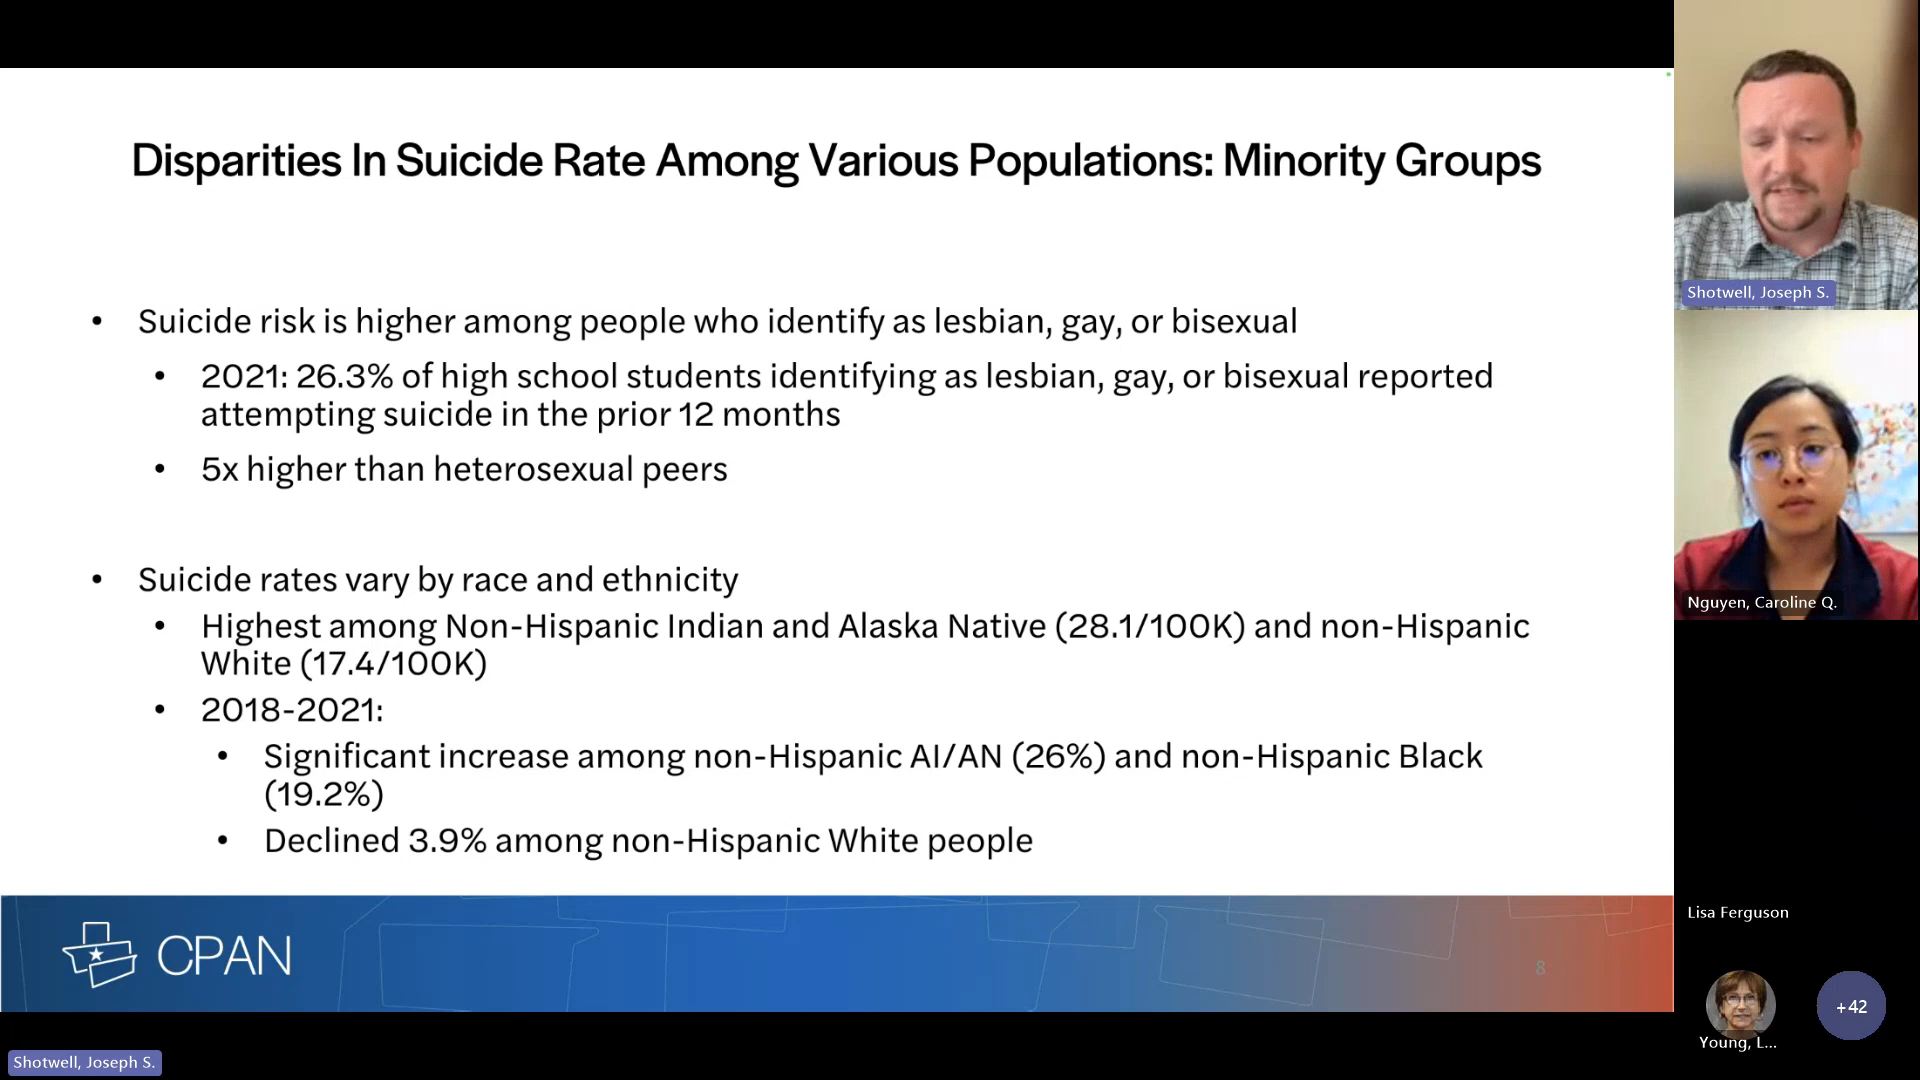 Disparities In Suicide Rate Among Various Populations: Minority Groups
• Suicide risk is higher among people who identify as lesbian, gay, or bisexual
• 2021: 26.3% of high school students identifying as lesbian, gay, or bisexual reported
attempting suicide in the prior 12 months
• 5x higher than heterosexual peers
• Suicide rates vary by race and ethnicity
• Highest among Non-Hispanic Indian and Alaska Native (28.1/100K) and non-Hispanic
White (17.4/100K)
• 2018-2021:
• Significant increase among non-Hispanic AI/AN (26%) and non-Hispanic Black
(19.2%)
• Declined 3.9% among non-Hispanic White people
CPAN
8
Shotwell, Joseph S.
Shotwell, Joseph S.
Nguyen, Caroline Q.
Lisa Ferguson
Young, L...
+42